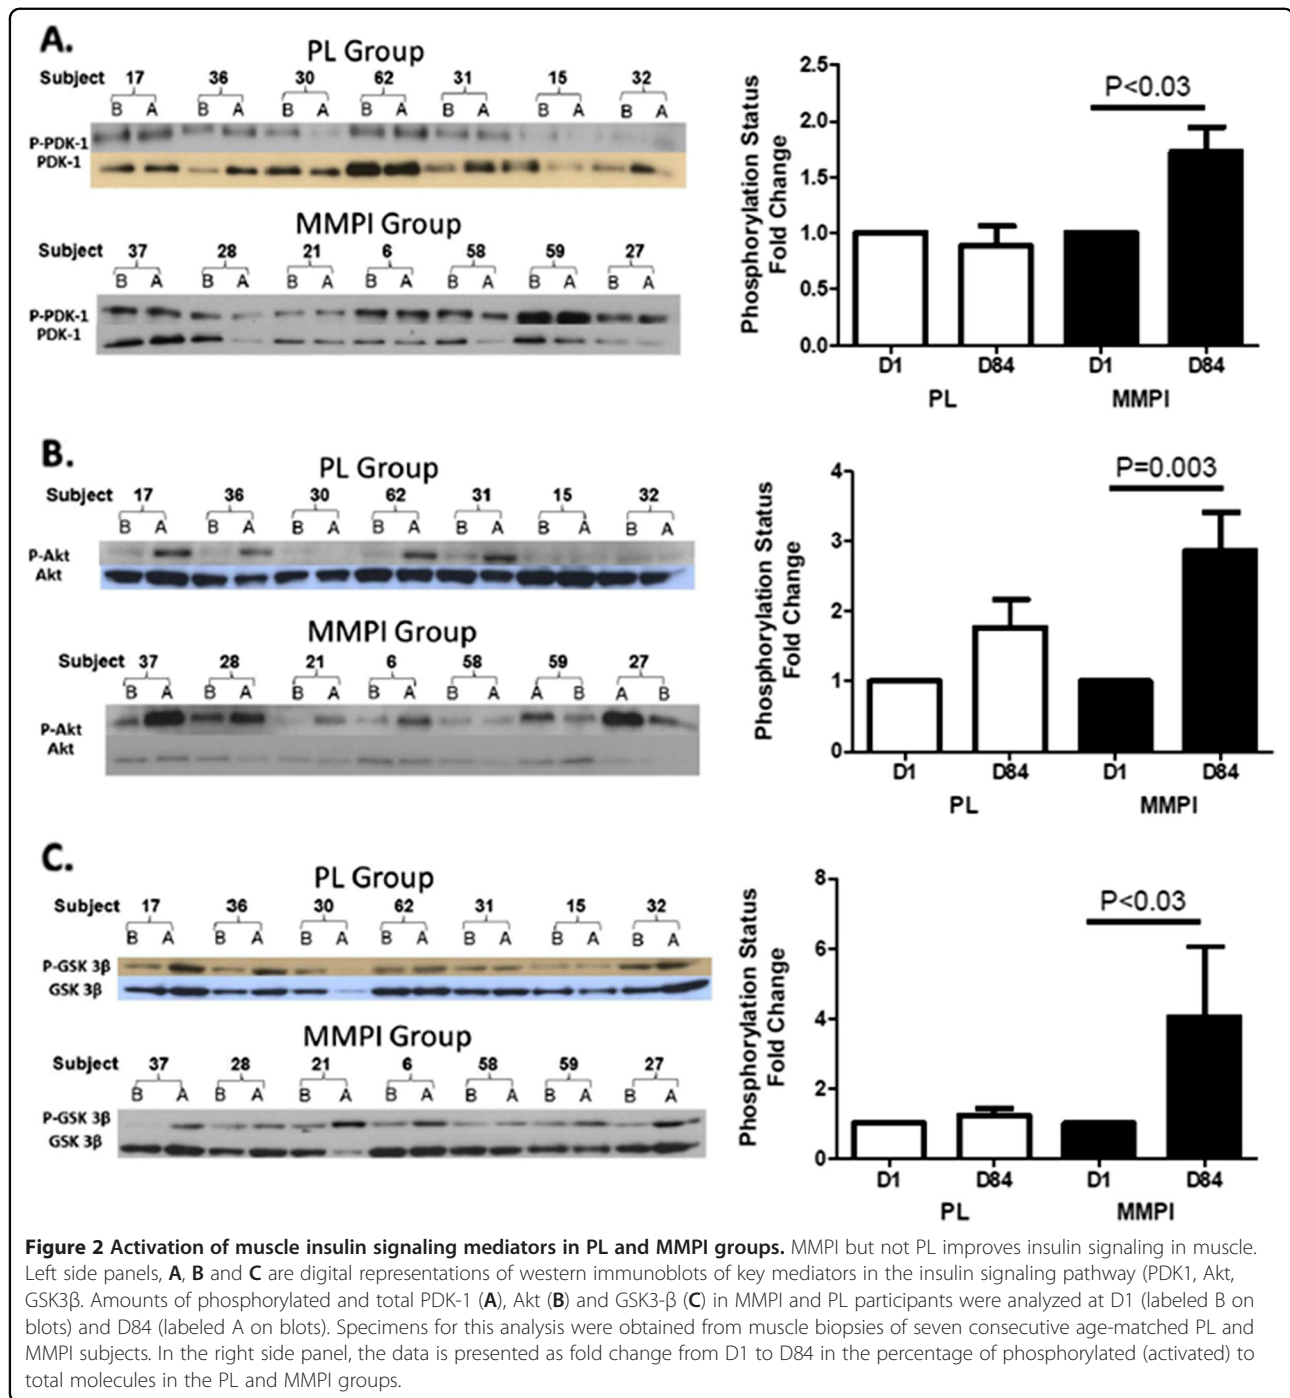 A.
PL Group
Subject 17 36 30 62 31 15 32
B A B A B A B A B A B A B A
P-PDK-1
PDK-1
MMPI Group
Subject 37 28 21 6 58 59 27
B A B A B A B A B A B A B A
P-PDK-1
PDK-1
Phosphorylation Status
Fold Change
2.5
2.0
1.5
1.0
0.5
0.0
P<0.03
D1 D84 D1 D84
PL MMPI
B.
PL Group
Subject 17 36 30 62 31 15 32
B A B A B A B A B A B A B A
P-Akt
Akt
MMPI Group
Subject 37 28 21 6 58 59 27
B A B A B A B A B A A B A B
P-Akt
Akt
Phosphorylation Status
Fold Change
4
3
2
1
0
P=0.003
D1 D84 D1 D84
PL MMPI
C.
PL Group
Subject 17 36 30 62 31 15 32
B A B A B A B A B A B A B A
P-GSK 3β
GSK 3β
MMPI Group
Subject 37 28 21 6 58 59 27
B A B A B A B A B A B A B A
P-GSK 3β
GSK 3β
Phosphorylation Status
Fold Change
8
6
4
2
0
P<0.03
D1 D84 D1 D84
PL MMPI
Figure 2 Activation of muscle insulin signaling mediators in PL and MMPI groups. MMPI but not PL improves insulin signaling in muscle.
Left side panels, A, B and C are digital representations of western immunoblots of key mediators in the insulin signaling pathway (PDK1, Akt,
GSK3β. Amounts of phosphorylated and total PDK-1 (A), Akt (B) and GSK3-β (C) in MMPI and PL participants were analyzed at D1 (labeled B on
blots) and D84 (labeled A on blots). Specimens for this analysis were obtained from muscle biopsies of seven consecutive age-matched PL and
MMPI subjects. In the right side panel, the data is presented as fold change from D1 to D84 in the percentage of phosphorylated (activated) to
total molecules in the PL and MMPI groups.